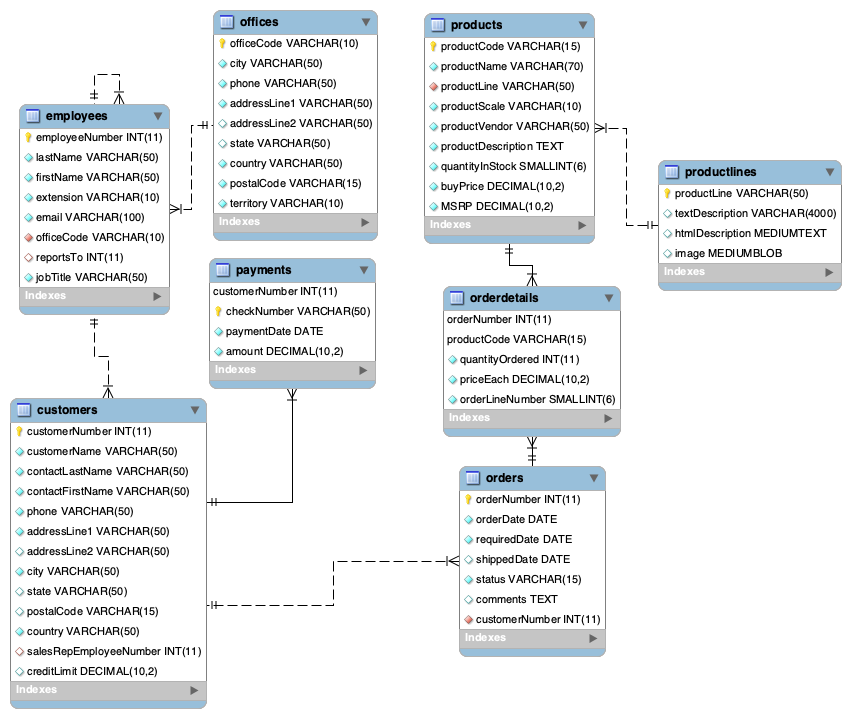 offices
officeCode VARCHAR(10)
city VARCHAR(50)
phone VARCHAR(50)
addressLine1 VARCHAR(50)
addressLine2 VARCHAR(50)
state VARCHAR(50)
country VARCHAR(50)
postalCode VARCHAR(15)
territory VARCHAR(10)
Indexes
products
productCode VARCHAR(15)
productName VARCHAR(70)
productLine VARCHAR(50)
productScale VARCHAR(10)
productVendor VARCHAR(50)
productDescription TEXT
quantityInStock SMALLINT(6)
buyPrice DECIMAL(10,2)
MSRP DECIMAL(10,2)
Indexes
employees
employeeNumber INT(11)
lastName VARCHAR(50)
firstName VARCHAR(50)
extension VARCHAR(10)
email VARCHAR(100)
officeCode VARCHAR(10)
reportsTo INT(11)
jobTitle VARCHAR(50)
Indexes
productlines
productLine VARCHAR(50)
textDescription VARCHAR(4000)
htmlDescription MEDIUMTEXT
image MEDIUMBLOB
Indexes
payments
customerNumber INT(11)
checkNumber VARCHAR(50)
paymentDate DATE
amount DECIMAL(10,2)
Indexes
orderdetails
orderNumber INT(11)
productCode VARCHAR(15)
quantityOrdered INT(11)
priceEach DECIMAL(10,2)
orderLineNumber SMALLINT(6)
Indexes
customers
customerNumber INT(11)
customerName VARCHAR(50)
contactLastName VARCHAR(50)
contactFirstName VARCHAR(50)
phone VARCHAR(50)
addressLine1 VARCHAR(50)
addressLine2 VARCHAR(50)
city VARCHAR(50)
state VARCHAR(50)
postalCode VARCHAR(15)
country VARCHAR(50)
salesRepEmployeeNumber INT(11)
creditLimit DECIMAL(10,2)
Indexes
orders
orderNumber INT(11)
orderDate DATE
requiredDate DATE
shippedDate DATE
status VARCHAR(15)
comments TEXT
customerNumber INT(11)
Indexes